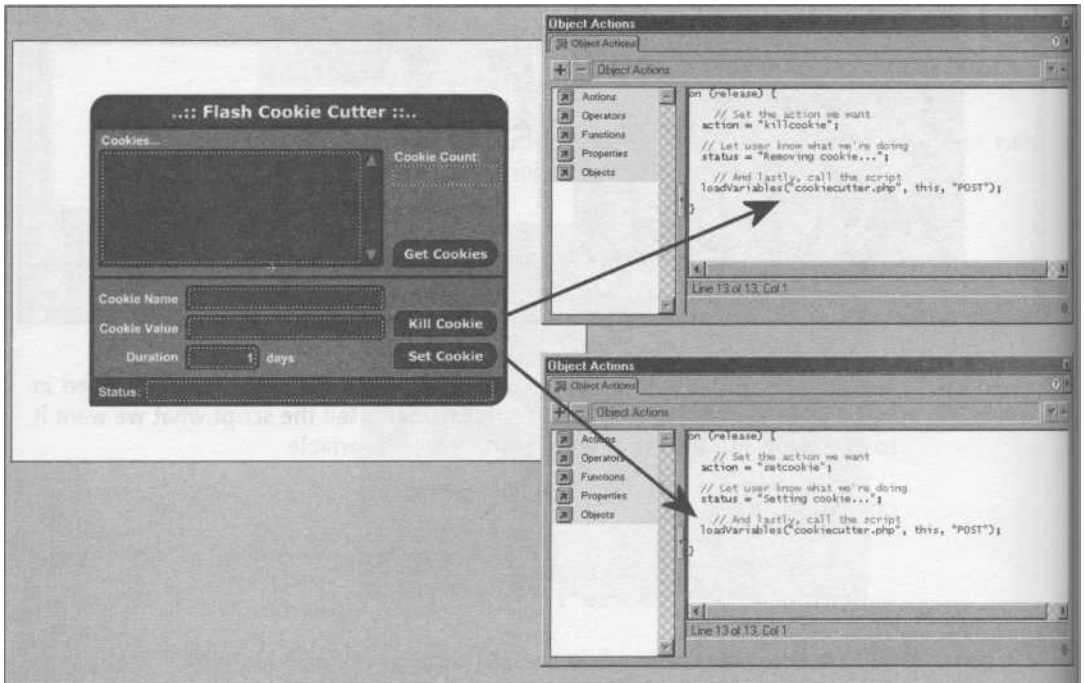 ..:: Flash Cookie Cutter ::..
Cookies...
Cookie Count:
Get Cookies
Cookie Name
Kill Cookie
Cookie Value
Set Cookie
Duration 1 days
Status:
Object Actions
Object Actions
+ - Object Actions
Actions
Operators
Functions
Properties
Objects
on (release) {
// Set the action we want
action = "killcookie";
// Let user know what we're doing
status = "Removing cookie...";
// And lastly, call the script
loadVariables("cookiecutter.php", this, "POST");
}
Line 13 of 13, Col 1
Object Actions
Object Actions
+ - Object Actions
Actions
Operators
Functions
Properties
Objects
on (release) {
// Set the action we want
action = "setcookie";
// Let user know what we're doing
status = "Setting cookie...";
// And lastly, call the script
loadVariables("cookiecutter.php", this, "POST");
}
Line 13 of 13, Col 1